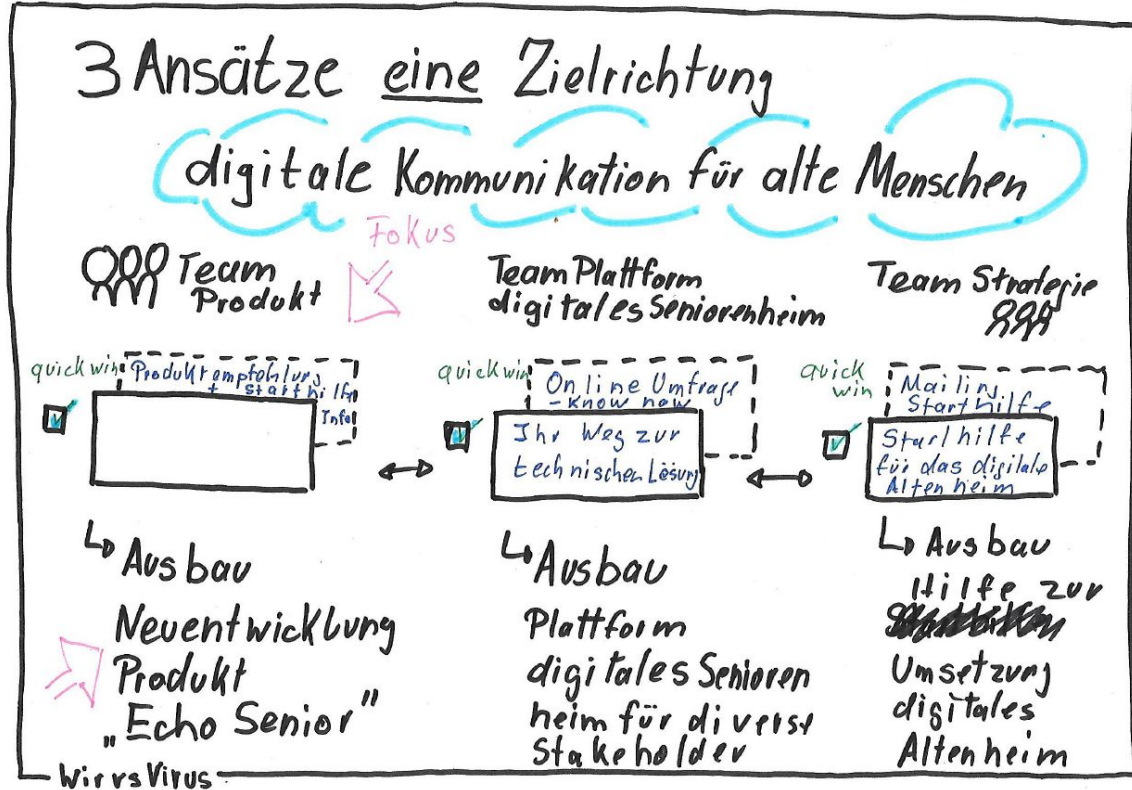 3 Ansätze eine Zielrichtung
digitale Kommunikation für alte Menschen
Fokus
Team
Produkt
quick win
Produktempfehlung
+ Starthilfe
Info
Ausbau
Neuentwicklung
Produkt
„Echo Senior"
Team Plattform
digitales Seniorenheim
quick win
Online Umfrage
- know how
Ihr Weg zur
technischen Lösung
Ausbau
Plattform
digitales Senioren
heim für diverse
Stakeholder
Team Strategie
quick
win
Mailing
Starthilfe
Starthilfe
für das digitale
Altenheim
Ausbau
Hilfe zur
Umsetzung
digitales
Altenheim
WirvsVirus